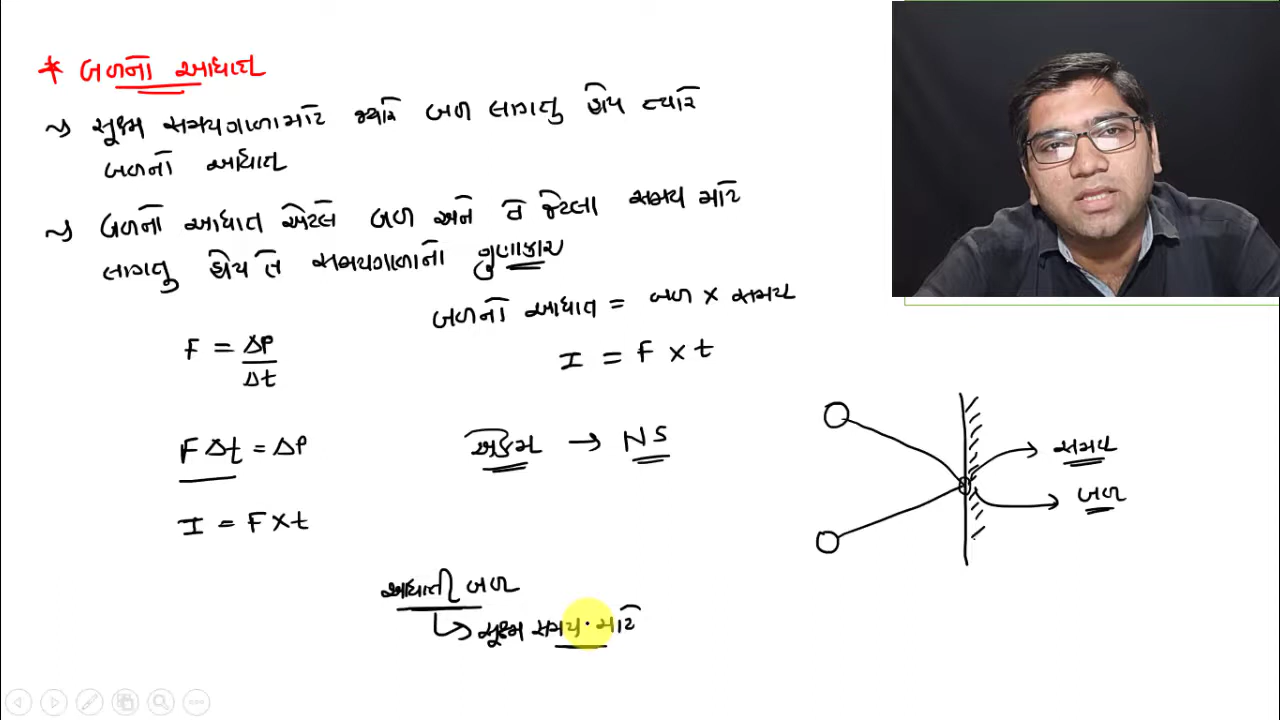 * બળનો આઘાત
~> સૂક્ષ્મ સમયગાળા માટે જ્યારે બળ લાગતુ હોય ત્યારે
બળનો આઘાત
~> બળનો આઘાત એટલે બળ અને તે જેટલા સમય માટે
લાગતુ હોય તે સમયગાળાનો ગુણાકાર
બળનો આઘાત = બળ × સમય
F = Δp / Δt
I = F × t
F Δt = Δp
એકમ → NS
I = F × t
સમય
બળ
આઘાતી બળ
સૂક્ષ્મ સમય માટે